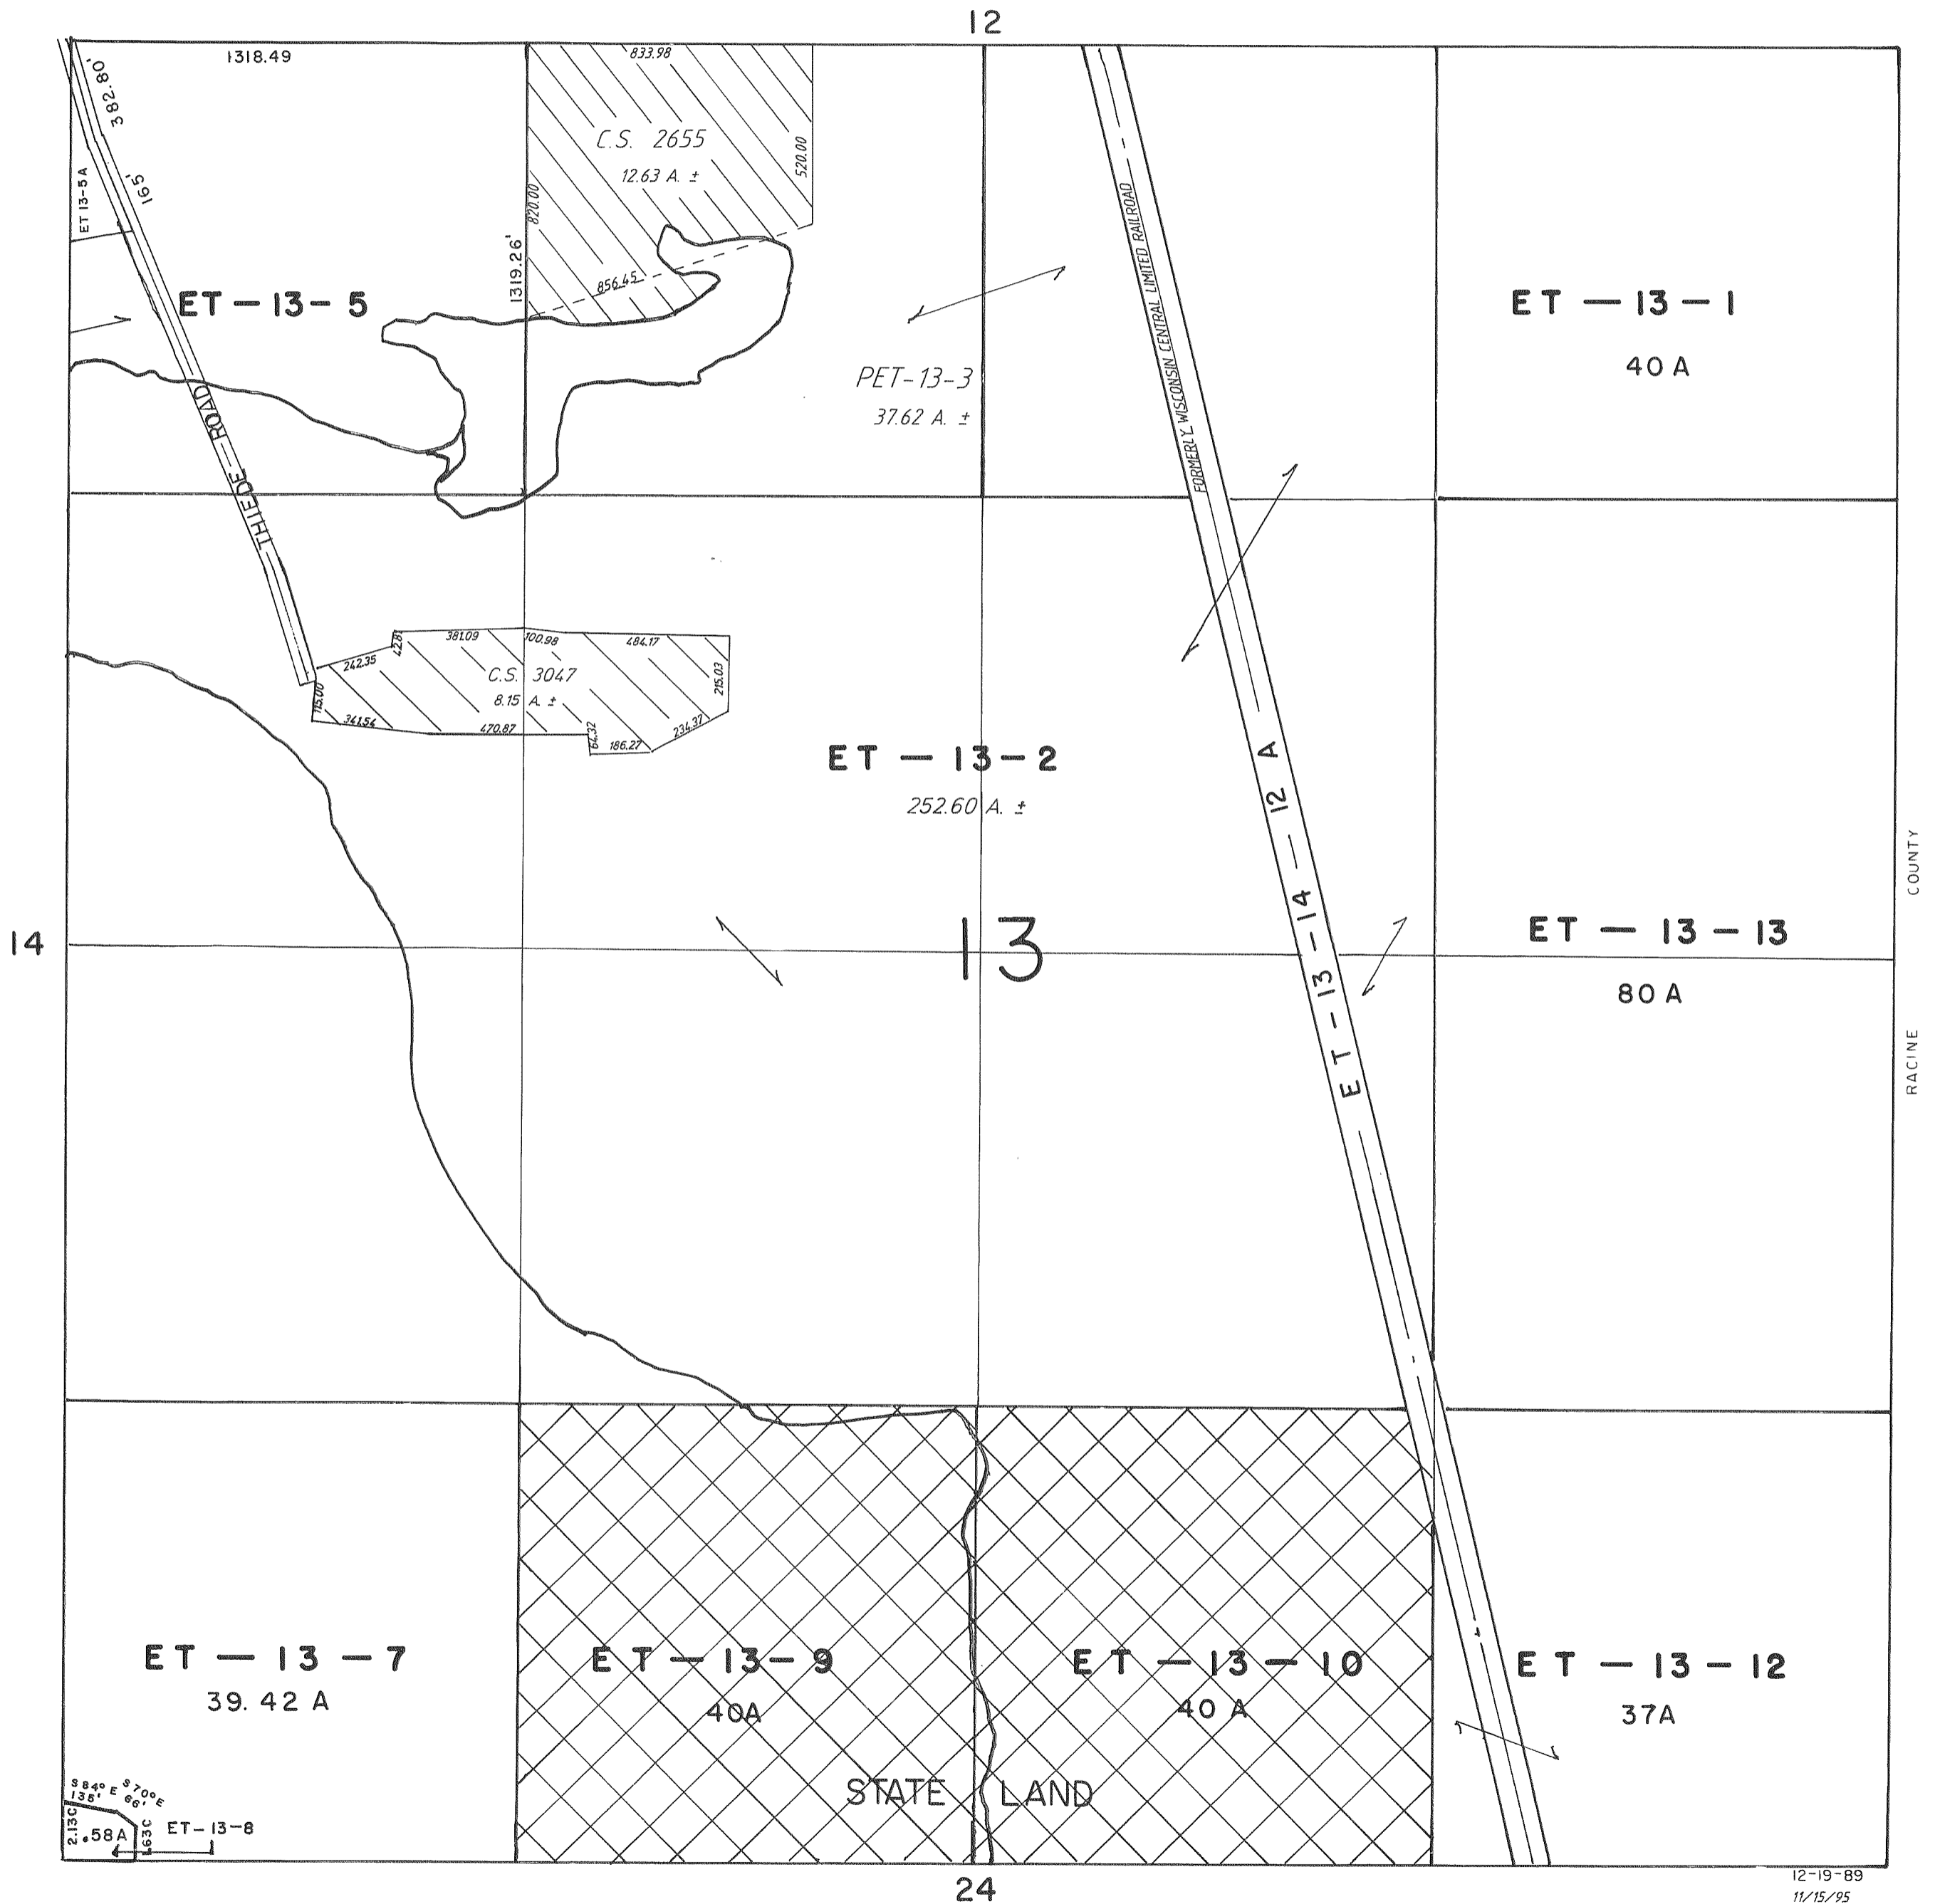 12
1318.49
833.98
382.80'
165'
ET 13-5A
C.S. 2655
12.63 A. ±
520.00
820.00
1319.26'
856.45
ET-13-5
PET-13-3
37.62 A. ±
FORMERLY WISCONSIN CENTRAL LIMITED RAILROAD
ET-13-1
40 A
THIEDE ROAD
242.35
42.81
381.09
100.98
484.17
C.S. 3047
8.15 A. ±
215.03
115.00
341.54
470.87
64.32
186.27
234.37
ET-13-2
252.60 A. ±
ET-13-14-12 A
14
13
ET-13-13
80 A
RACINE COUNTY
ET-13-7
39.42 A
ET-13-9
40A
ET-13-10
40 A
ET-13-12
37A
STATE LAND
S 84° E
135'
S 70° E
66'
2.13C
.58A
1.63C
ET-13-8
24
12-19-89
11/15/95